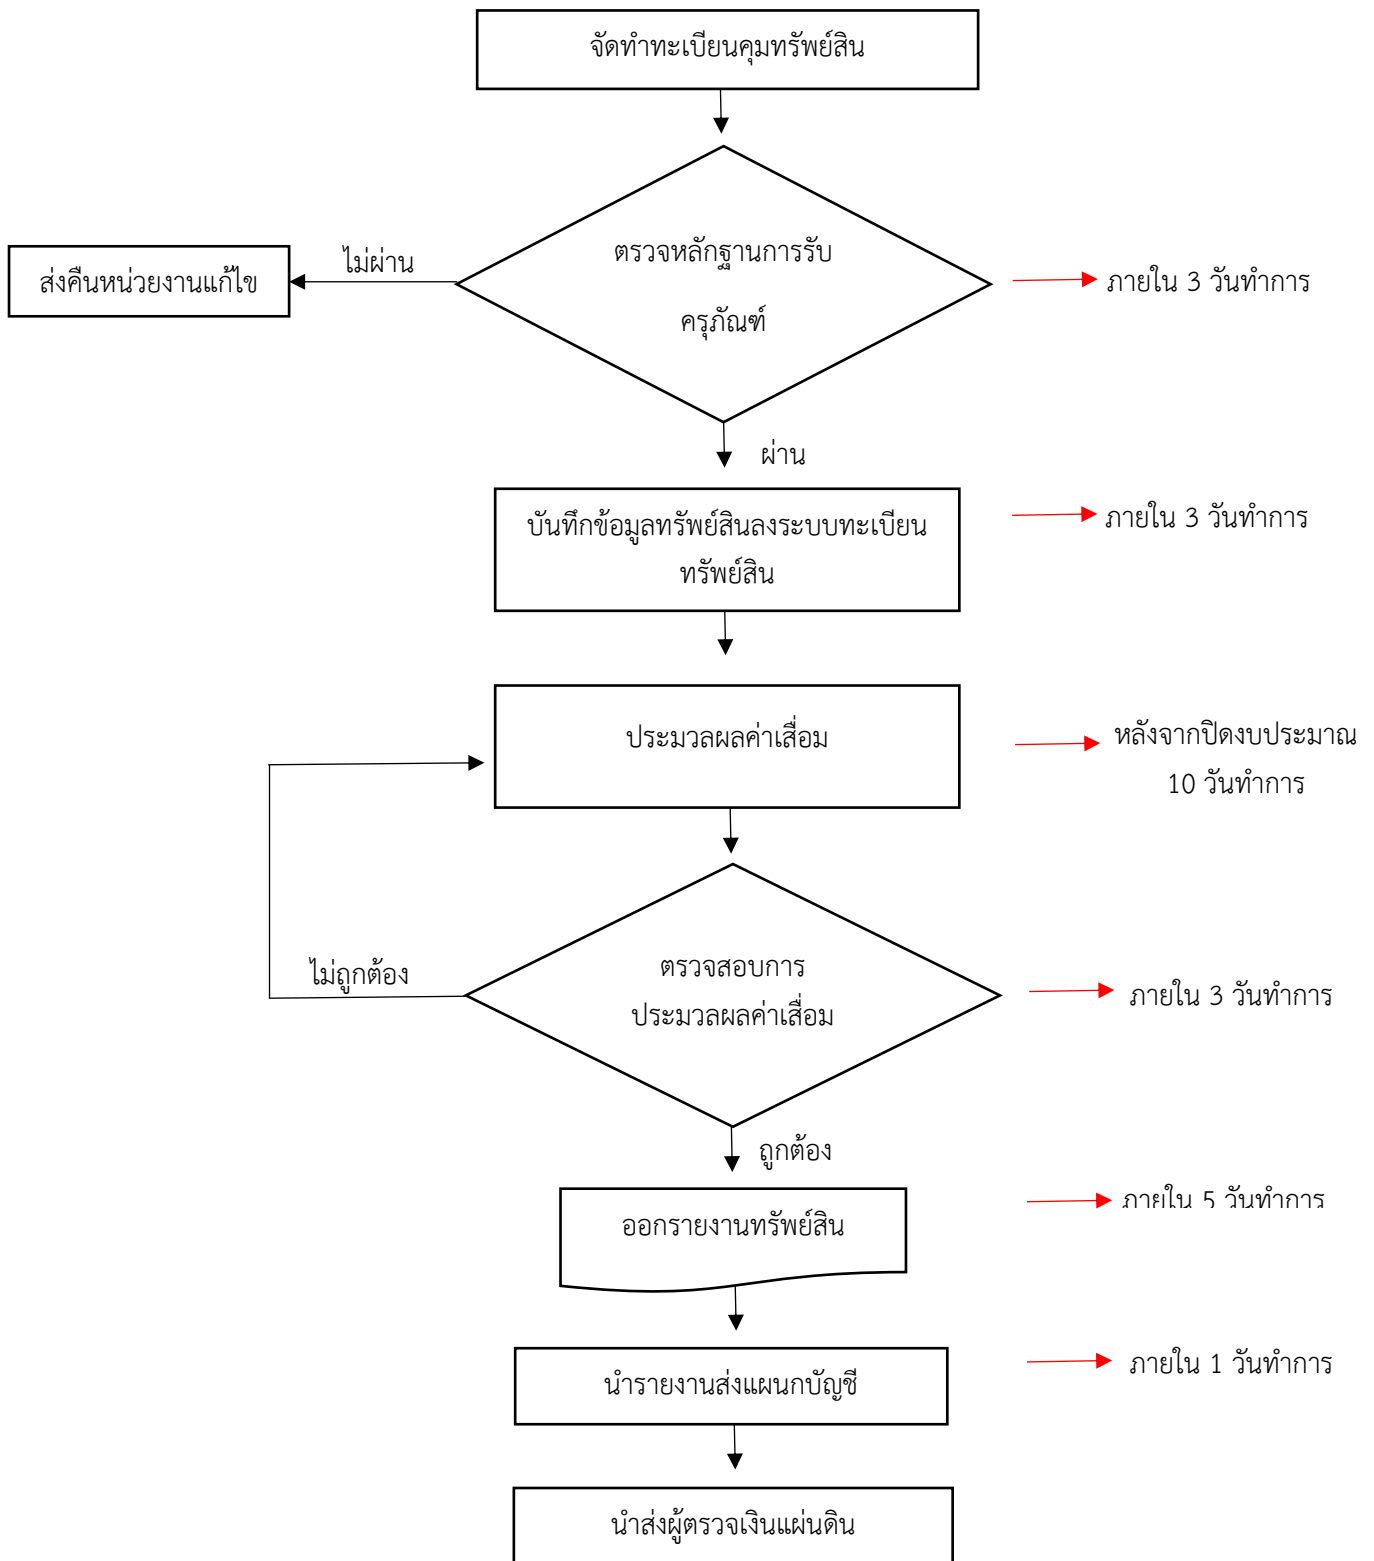 จัดทำทะเบียนคุมทรัพย์สิน
ตรวจหลักฐานการรับ
ครุภัณฑ์
ไม่ผ่าน
ส่งคืนหน่วยงานแก้ไข
ภายใน 3 วันทำการ
ผ่าน
บันทึกข้อมูลทรัพย์สินลงระบบทะเบียน
ทรัพย์สิน
ภายใน 3 วันทำการ
ประมวลผลค่าเสื่อม
หลังจากปิดงบประมาณ
10 วันทำการ
ไม่ถูกต้อง
ตรวจสอบการ
ประมวลผลค่าเสื่อม
ภายใน 3 วันทำการ
ถูกต้อง
ออกรายงานทรัพย์สิน
ภายใน 5 วันทำการ
นำรายงานส่งแผนกบัญชี
ภายใน 1 วันทำการ
นำส่งผู้ตรวจเงินแผ่นดิน